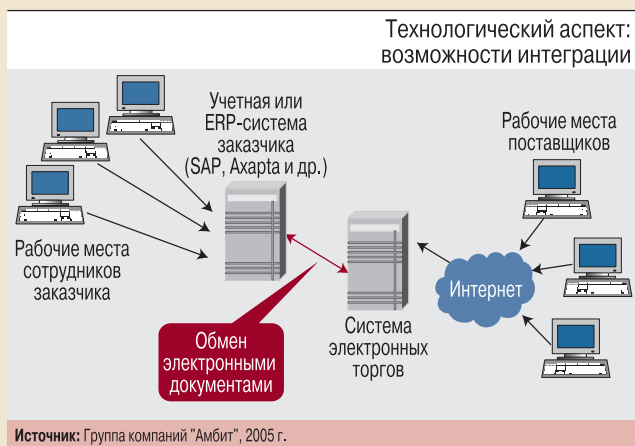 Технологический аспект:
возможности интеграции
Учетная или
ERP-система
заказчика
(SAP, Axapta и др.)
Рабочие места
поставщиков
Рабочие места
сотрудников
заказчика
Интернет
Обмен
электронными
документами
Система
электронных
торгов
Источник: Группа компаний "Амбит", 2005 г.